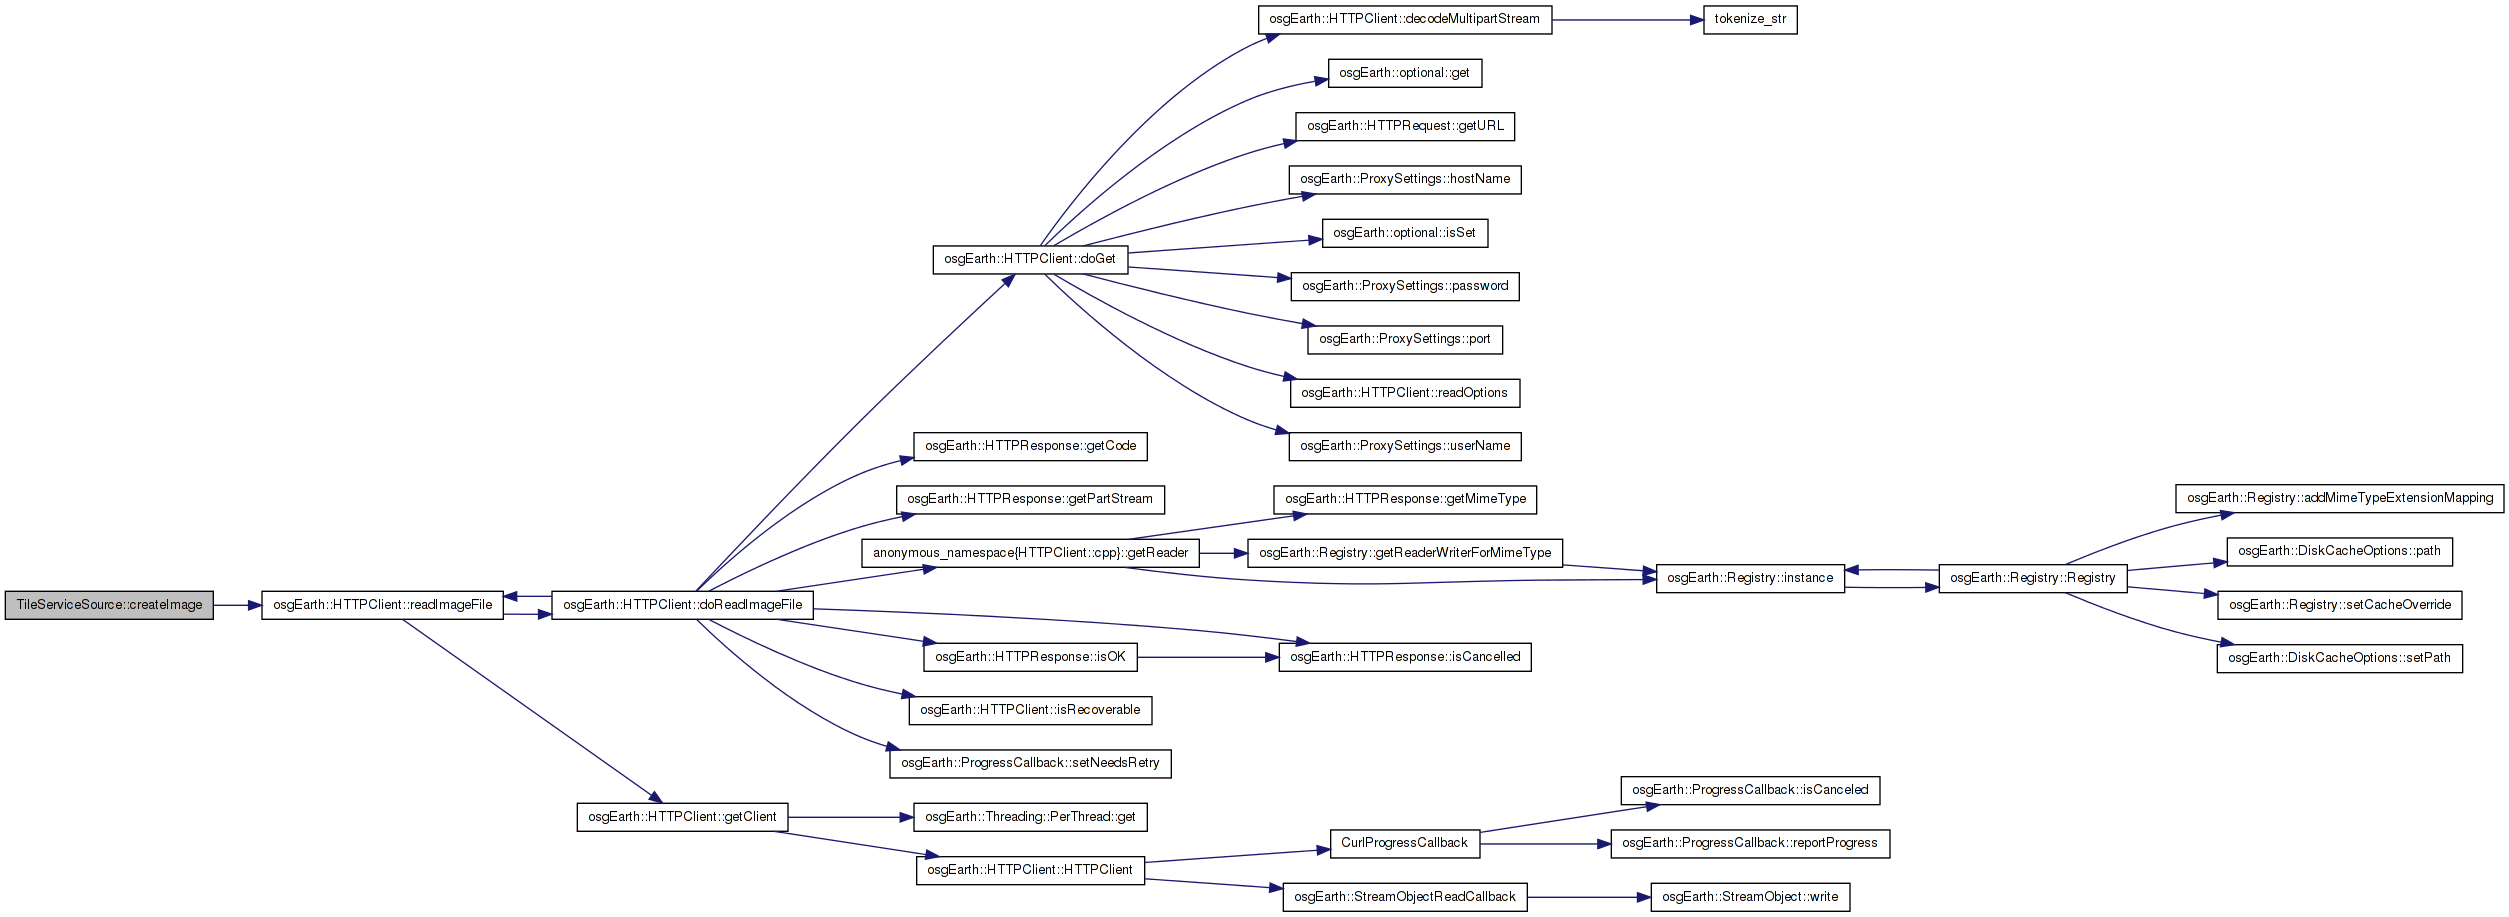 osgEarth::HTTPClient::decodeMultipartStream
tokenize_str
osgEarth::optional::get
osgEarth::HTTPRequest::getURL
osgEarth::ProxySettings::hostName
osgEarth::optional::isSet
osgEarth::HTTPClient::doGet
osgEarth::ProxySettings::password
osgEarth::ProxySettings::port
osgEarth::HTTPClient::readOptions
osgEarth::HTTPResponse::getCode
osgEarth::ProxySettings::userName
osgEarth::HTTPResponse::getPartStream
osgEarth::HTTPResponse::getMimeType
osgEarth::Registry::addMimeTypeExtensionMapping
anonymous_namespace{HTTPClient::cpp}::getReader
osgEarth::Registry::getReaderWriterForMimeType
osgEarth::DiskCacheOptions::path
osgEarth::Registry::instance
osgEarth::Registry::Registry
TileServiceSource::createImage
osgEarth::HTTPClient::readImageFile
osgEarth::HTTPClient::doReadImageFile
osgEarth::Registry::setCacheOverride
osgEarth::HTTPResponse::isOK
osgEarth::HTTPResponse::isCancelled
osgEarth::DiskCacheOptions::setPath
osgEarth::HTTPClient::isRecoverable
osgEarth::ProgressCallback::setNeedsRetry
osgEarth::ProgressCallback::isCanceled
osgEarth::HTTPClient::getClient
osgEarth::Threading::PerThread::get
CurlProgressCallback
osgEarth::ProgressCallback::reportProgress
osgEarth::HTTPClient::HTTPClient
osgEarth::StreamObjectReadCallback
osgEarth::StreamObject::write